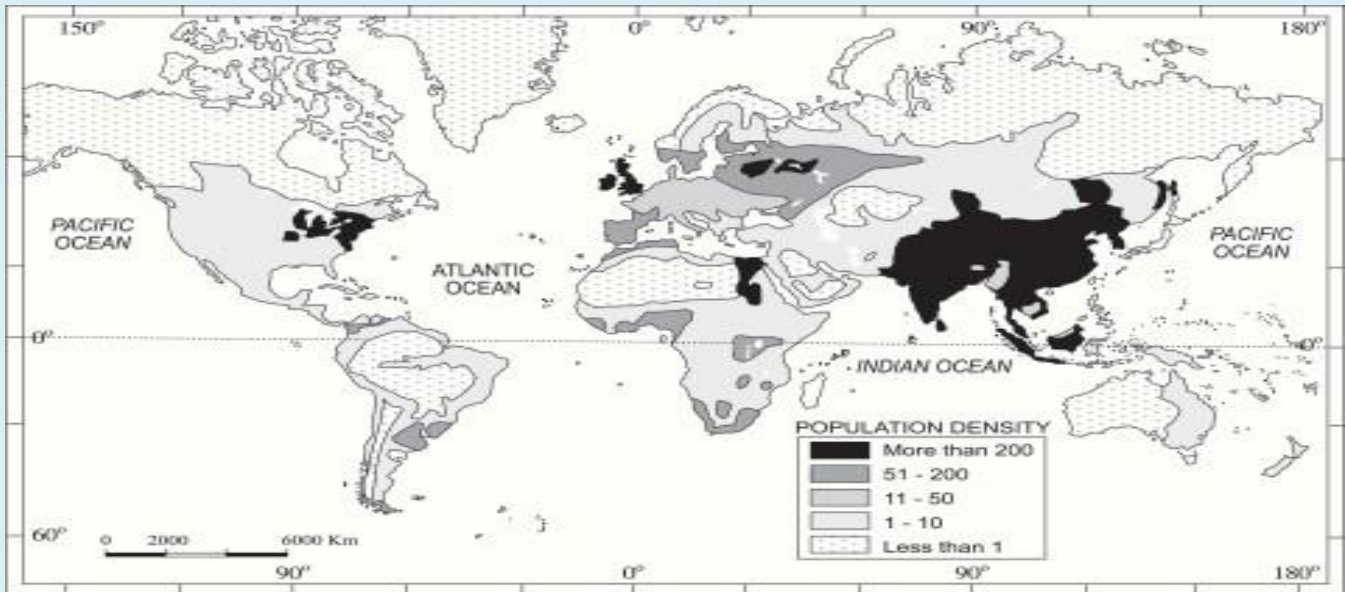 150° 0° 90° 180°
PACIFIC
OCEAN
ATLANTIC
OCEAN
PACIFIC
OCEAN
0° 0°
INDIAN OCEAN
POPULATION DENSITY
More than 200
51 - 200
11 - 50
1 - 10
Less than 1
60°
0 2000 6000 Km
90° 0° 90° 180°